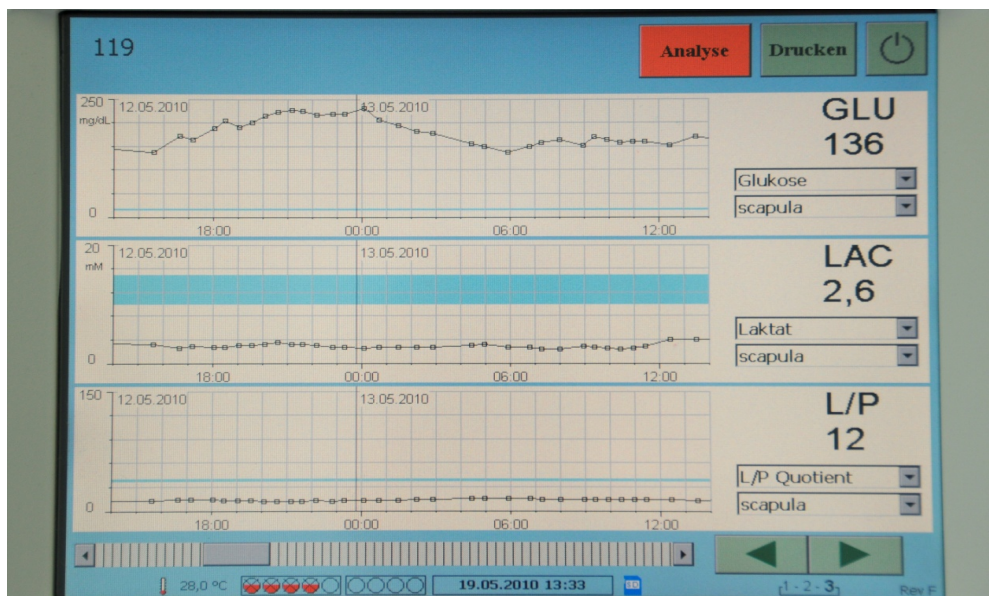 119
Analyse
Drucken
250
mg/dL
12.05.2010
13.05.2010
0
18:00
00:00
06:00
12:00
GLU
136
Glukose
scapula
20
mM
12.05.2010
13.05.2010
0
18:00
00:00
06:00
12:00
LAC
2,6
Laktat
scapula
150
12.05.2010
13.05.2010
0
18:00
00:00
06:00
12:00
L/P
12
L/P Quotient
scapula
28,0 ºC
19.05.2010 13:33
SD
1 - 2 - 3
Rev F